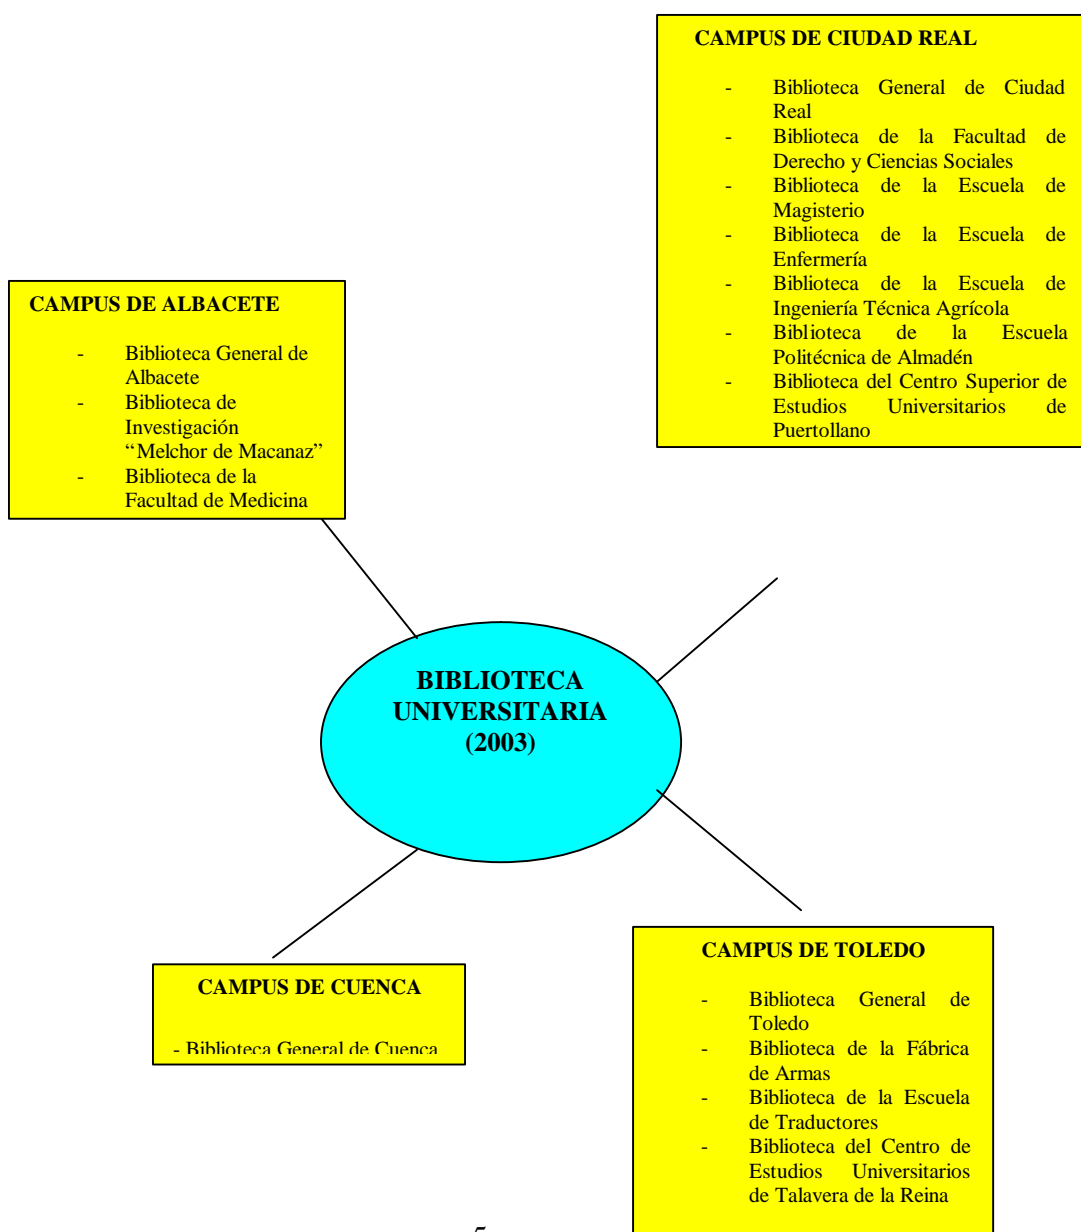 CAMPUS DE CIUDAD REAL
- Biblioteca General de Ciudad
Real
- Biblioteca de la Facultad de
Derecho y Ciencias Sociales
- Biblioteca de la Escuela de
Magisterio
- Biblioteca de la Escuela de
Enfermería
- Biblioteca de la Escuela de
Ingeniería Técnica Agrícola
- Biblioteca de la Escuela
Politécnica de Almadén
- Biblioteca del Centro Superior de
Estudios Universitarios de
Puertollano
CAMPUS DE ALBACETE
- Biblioteca General de
Albacete
- Biblioteca de
Investigación
“Melchor de Macanaz”
- Biblioteca de la
Facultad de Medicina
BIBLIOTECA
UNIVERSITARIA
(2003)
CAMPUS DE CUENCA
- Biblioteca General de Cuenca
CAMPUS DE TOLEDO
- Biblioteca General de
Toledo
- Biblioteca de la Fábrica
de Armas
- Biblioteca de la Escuela
de Traductores
- Biblioteca del Centro de
Estudios Universitarios
de Talavera de la Reina
5